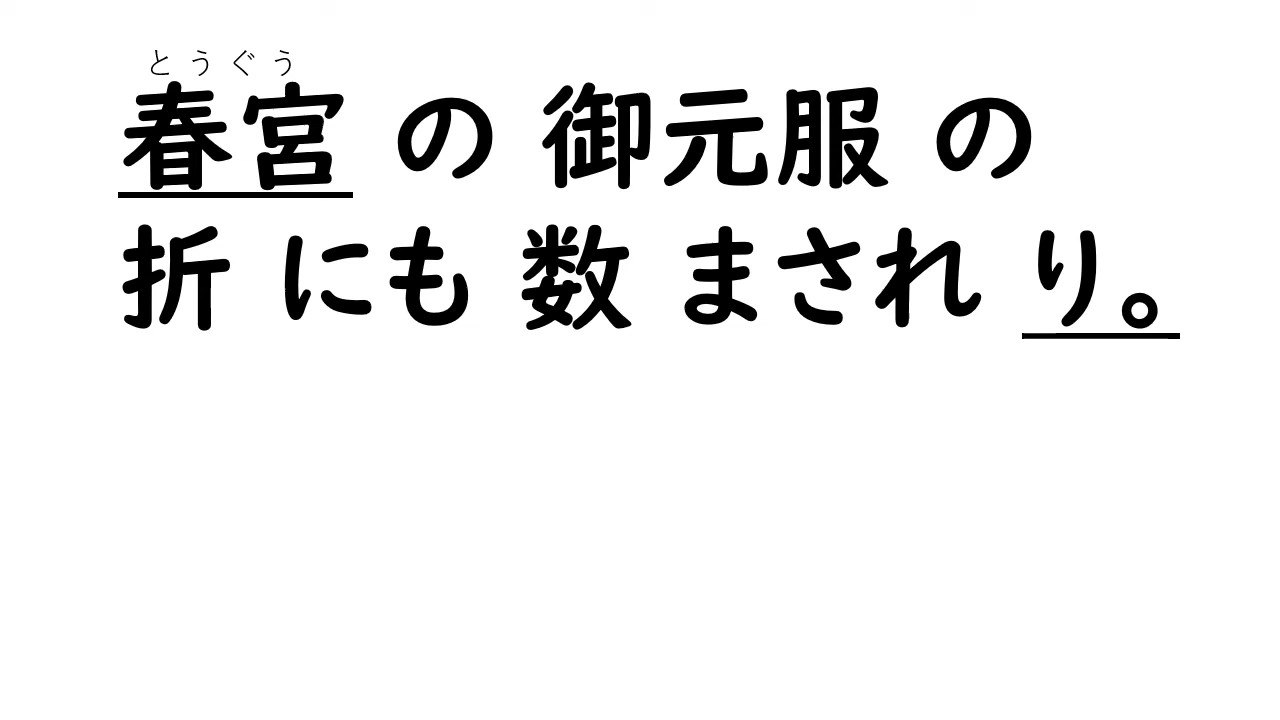 とうぐう
春宮 の 御元服 の
折 にも 数 まされ り。